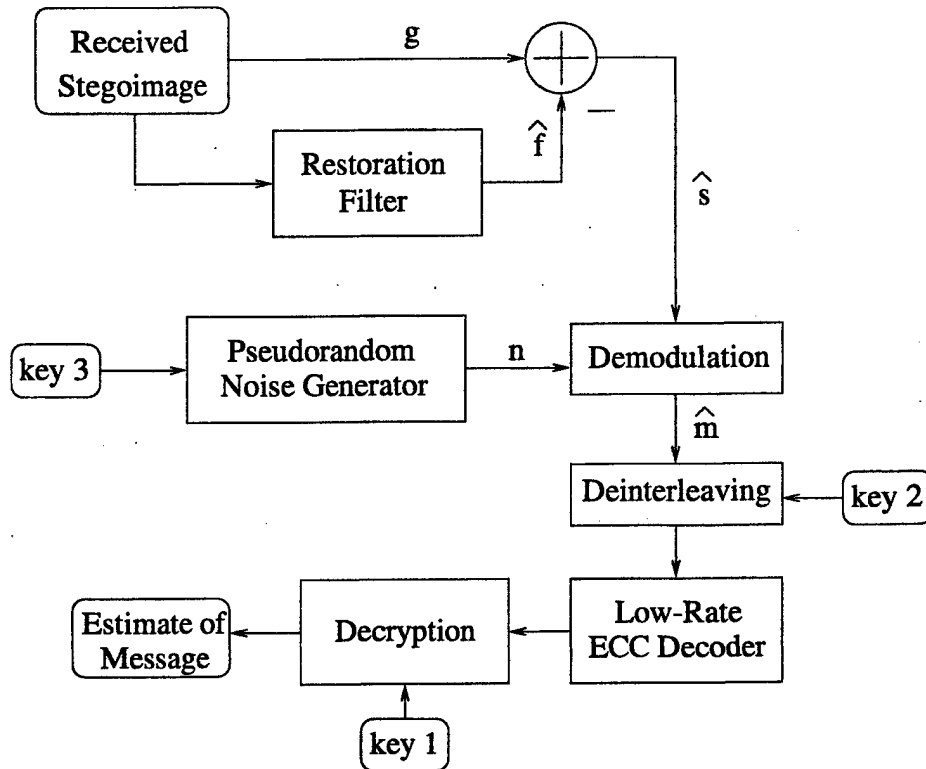 Received
Stegoimage
g
−
Restoration
Filter
f̂
ŝ
key 3
Pseudorandom
Noise Generator
n
Demodulation
m̂
Deinterleaving
key 2
Low-Rate
ECC Decoder
Decryption
Estimate of
Message
key 1